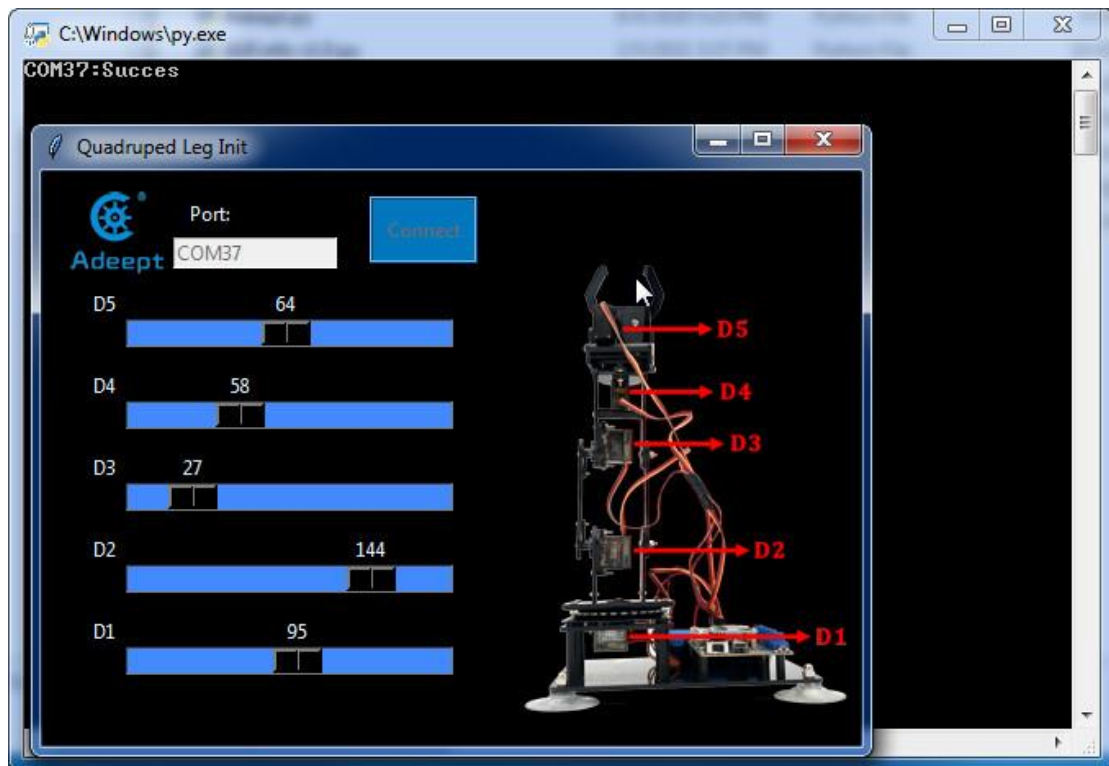 C:\Windows\py.exe
COM37:Succes
Quadruped Leg Init
Adeept
Port:
COM37
Connect
D5
64
D4
58
D3
27
D2
144
D1
95
D5
D4
D3
D2
D1